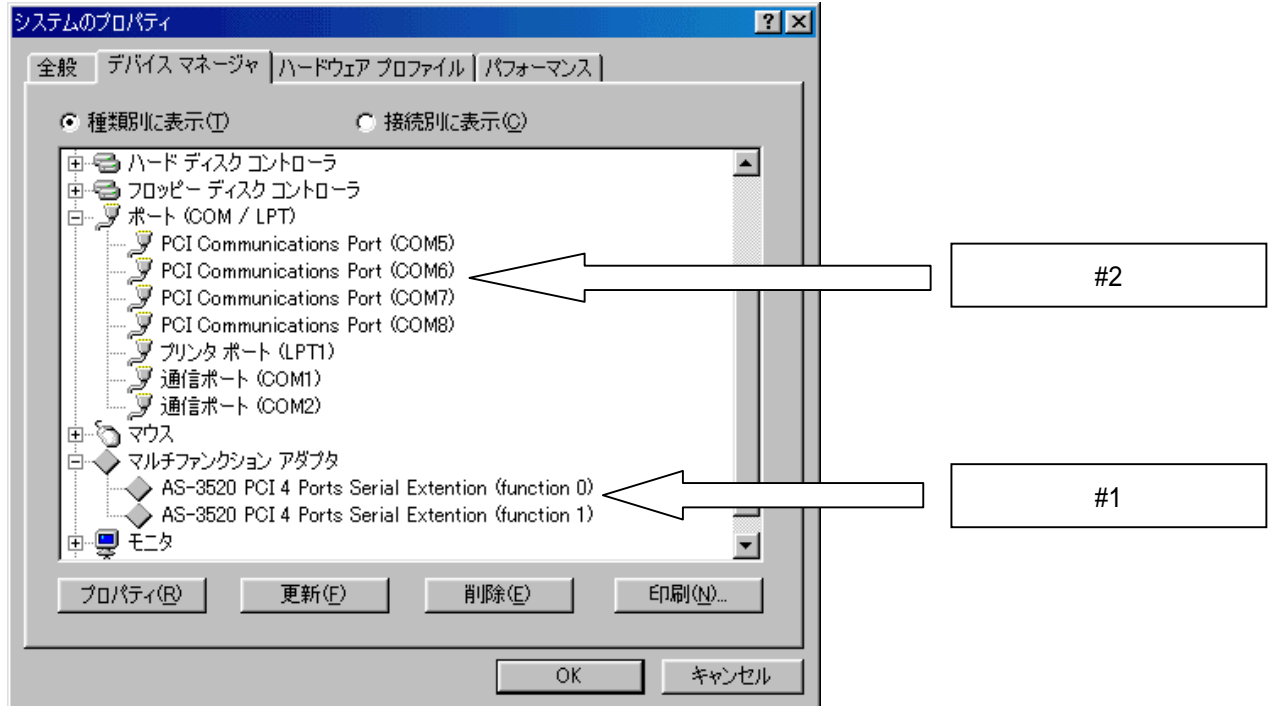 システムのプロパティ
全般 デバイス マネージャ ハードウェア プロファイル パフォーマンス
種類別に表示(T) 接続別に表示(C)
ハード ディスク コントローラ
フロッピー ディスク コントローラ
ポート (COM / LPT)
PCI Communications Port (COM5)
PCI Communications Port (COM6)
PCI Communications Port (COM7)
PCI Communications Port (COM8)
プリンタ ポート (LPT1)
通信ポート (COM1)
通信ポート (COM2)
マウス
マルチファンクション アダプタ
AS-3520 PCI 4 Ports Serial Extention (function 0)
AS-3520 PCI 4 Ports Serial Extention (function 1)
モニタ
プロパティ(R) 更新(F) 削除(E) 印刷(N)...
OK キャンセル
#2
#1